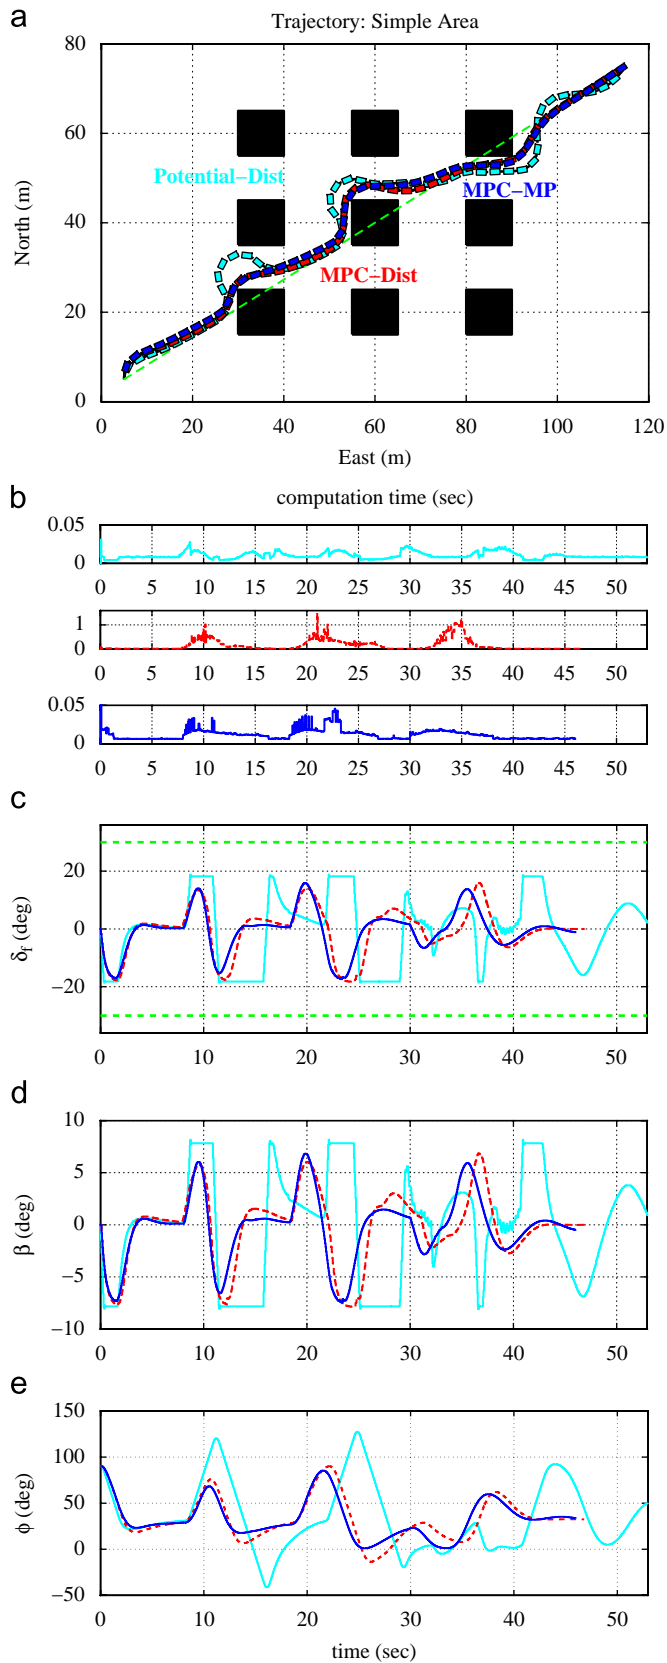 a
Trajectory: Simple Area
80
60
40
20
0
North (m)
Potential–Dist
MPC–MP
MPC–Dist
0 20 40 60 80 100 120
East (m)
b
computation time (sec)
0.05
0
0 5 10 15 20 25 30 35 40 45 50
1
0
0 5 10 15 20 25 30 35 40 45 50
0.05
0
0 5 10 15 20 25 30 35 40 45 50
c
20
0
−20
δf (deg)
0 10 20 30 40 50
d
10
5
0
−5
−10
β (deg)
0 10 20 30 40 50
e
150
100
50
0
−50
ϕ (deg)
0 10 20 30 40 50
time (sec)